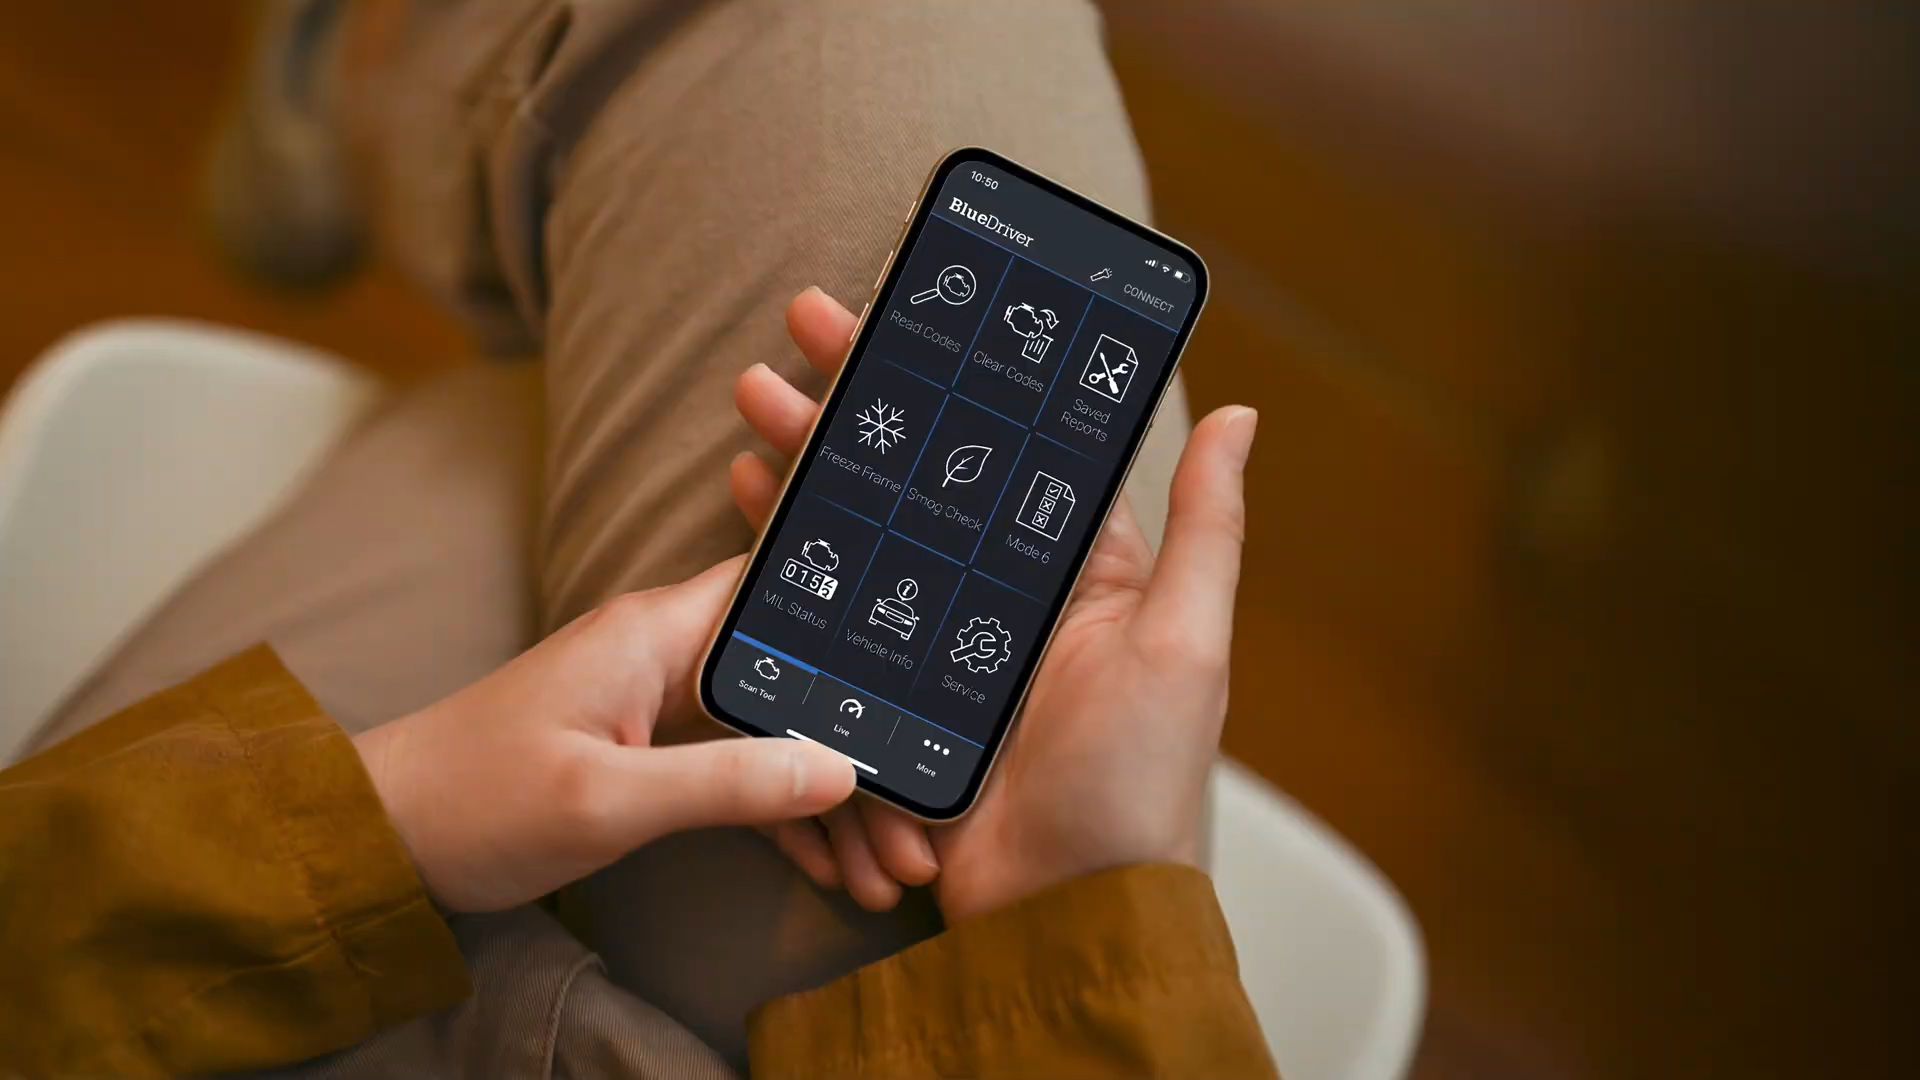 10:50
BlueDriver
CONNECT
Read Codes
Clear Codes
Saved
Reports
Freeze Frame
Smog Check
Mode 6
0155
MIL Status
Vehicle Info
Service
Scan Tool
Live
More